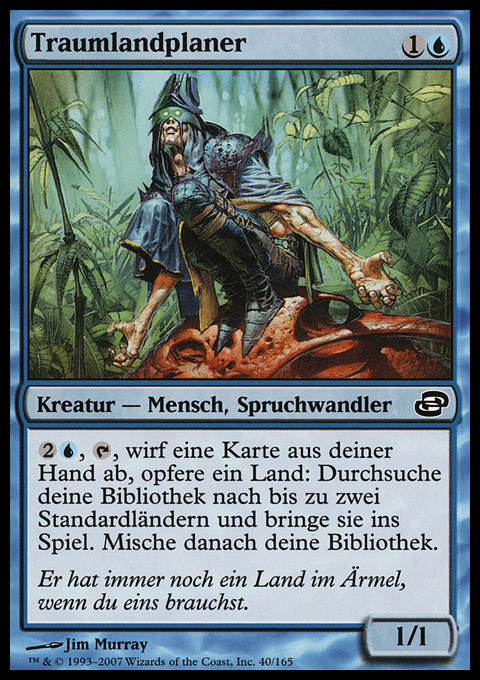 Traumlandplaner 1
Kreatur — Mensch, Spruchwandler
2, , wirf eine Karte aus deiner
Hand ab, opfere ein Land: Durchsuche
deine Bibliothek nach bis zu zwei
Standardländern und bringe sie ins
Spiel. Mische danach deine Bibliothek.
Er hat immer noch ein Land im Ärmel,
wenn du eins brauchst.
1/1
Jim Murray
™ & © 1993–2007 Wizards of the Coast, Inc. 40/165